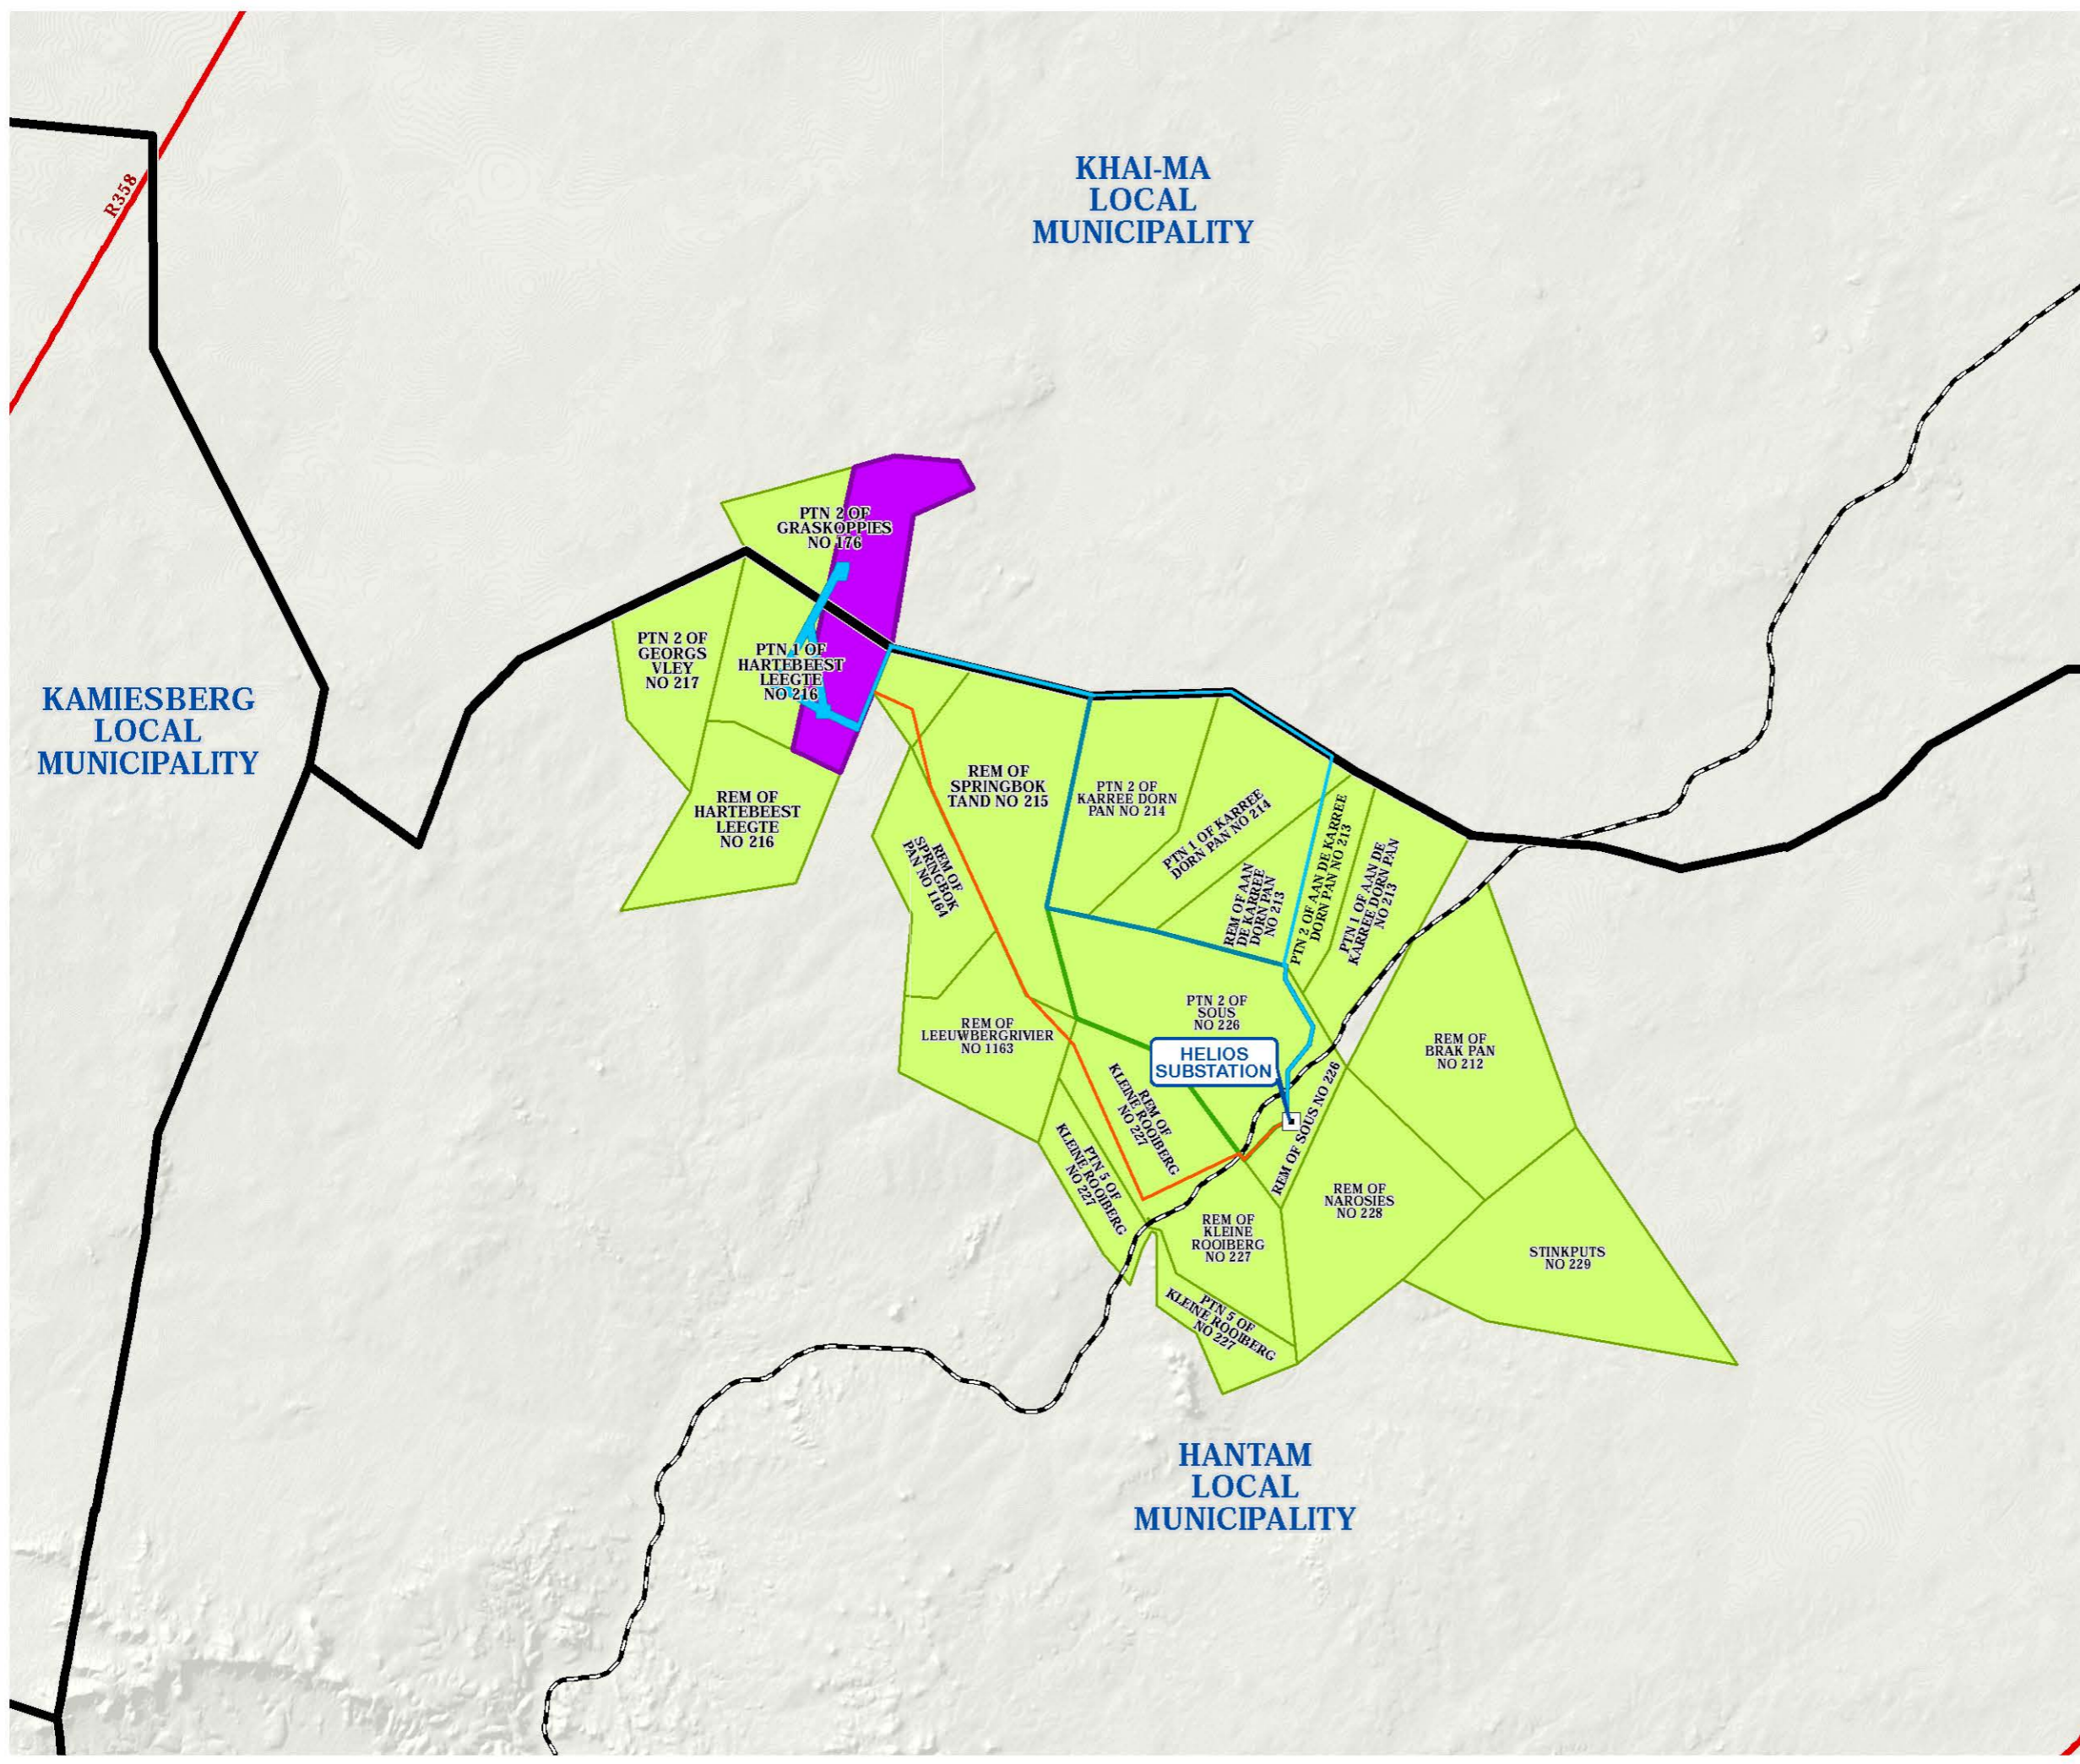 R358
KHAI-MA
LOCAL
MUNICIPALITY
PTN 2 OF
GRASKOPPIES
NO 176
PTN 2 OF
GEORGS
VLEY
NO 217
PTN 1 OF
HARTEBEEST
LEEGTE
NO 216
KAMIESBERG
LOCAL
MUNICIPALITY
REM OF
HARTEBEEST
LEEGTE
NO 216
REM OF
SPRINGBOK
TAND NO 215
PTN 2 OF
KARREE DORN
PAN NO 214
PTN 1 OF KARREE
DORN PAN NO 214
REM OF AAN
DE KARREE
DORN PAN
NO 213
PTN 2 OF AAN DE KARREE
DORN PAN NO 213
PTN 1 OF AAN DE
KARREE DORN PAN
NO 213
REM OF
SPRINGBOK
PAN NO 1164
REM OF
LEEUWBERGRIVIER
NO 1163
PTN 2 OF
SOUS
NO 226
HELIOS
SUBSTATION
REM OF
BRAK PAN
NO 212
REM OF
KLEINE ROOIBERG
NO 227
REM OF SOUS NO 226
PTN 5 OF
KLEINE ROOIBERG
NO 227
REM OF
NAROSIES
NO 228
REM OF
KLEINE
ROOIBERG
NO 227
STINKPUTS
NO 229
PTN 5 OF
KLEINE ROOIBERG
NO 227
HANTAM
LOCAL
MUNICIPALITY